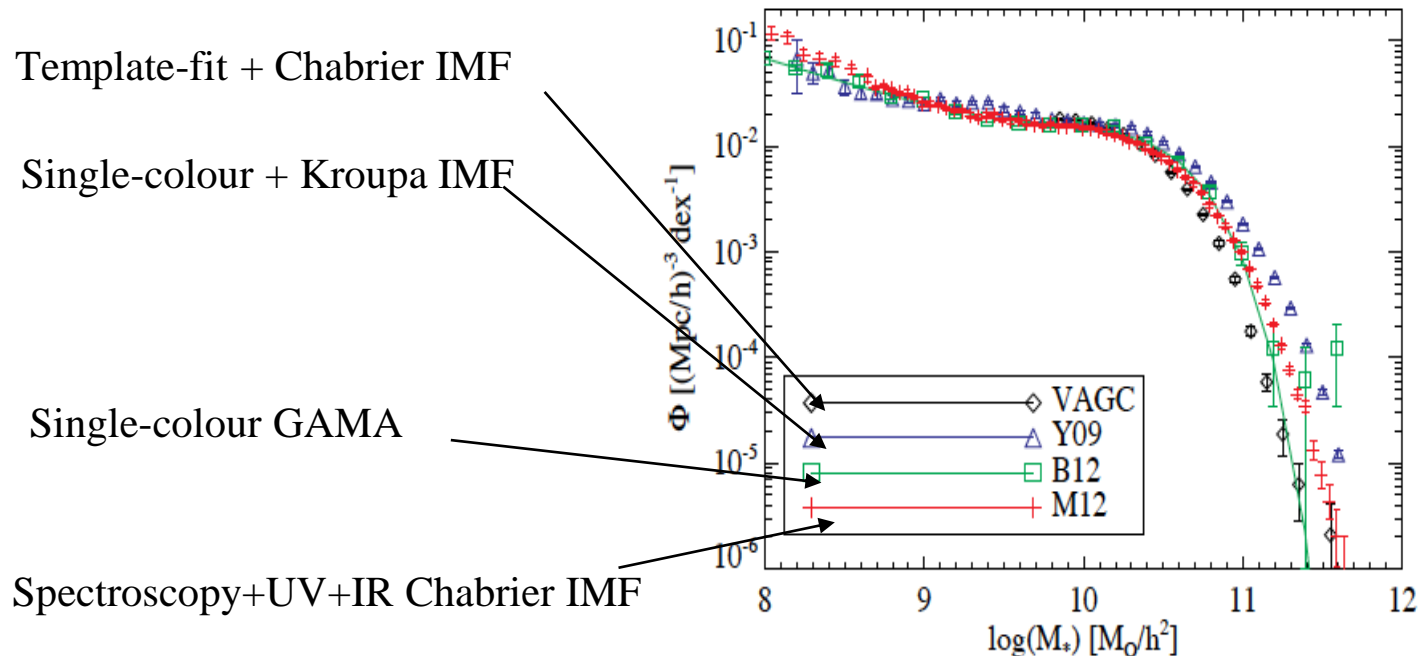 Template-fit + Chabrier IMF
Single-colour + Kroupa IMF
Single-colour GAMA
Spectroscopy+UV+IR Chabrier IMF
Φ [(Mpc/h)⁻³ dex⁻¹]
10⁻¹
10⁻²
10⁻³
10⁻⁴
10⁻⁵
10⁻⁶
VAGC
Y09
B12
M12
8 9 10 11 12
log(M*) [M⊙/h²]